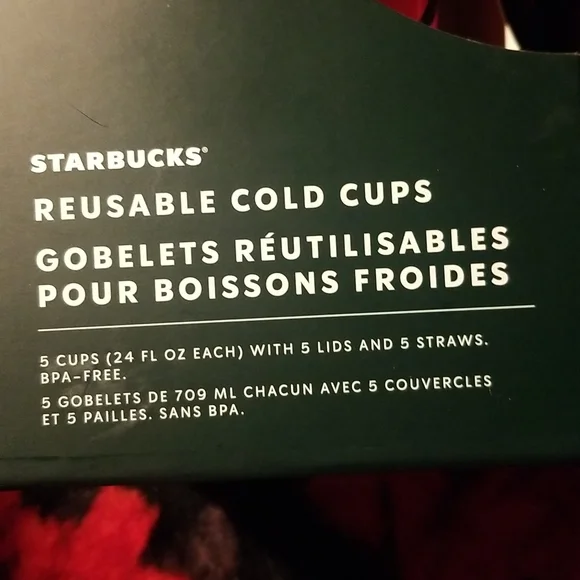 STARBUCKS®
REUSABLE COLD CUPS
GOBELETS RÉUTILISABLES
POUR BOISSONS FROIDES
5 CUPS (24 FL OZ EACH) WITH 5 LIDS AND 5 STRAWS.
BPA-FREE.
5 GOBELETS DE 709 ML CHACUN AVEC 5 COUVERCLES
ET 5 PAILLES. SANS BPA.